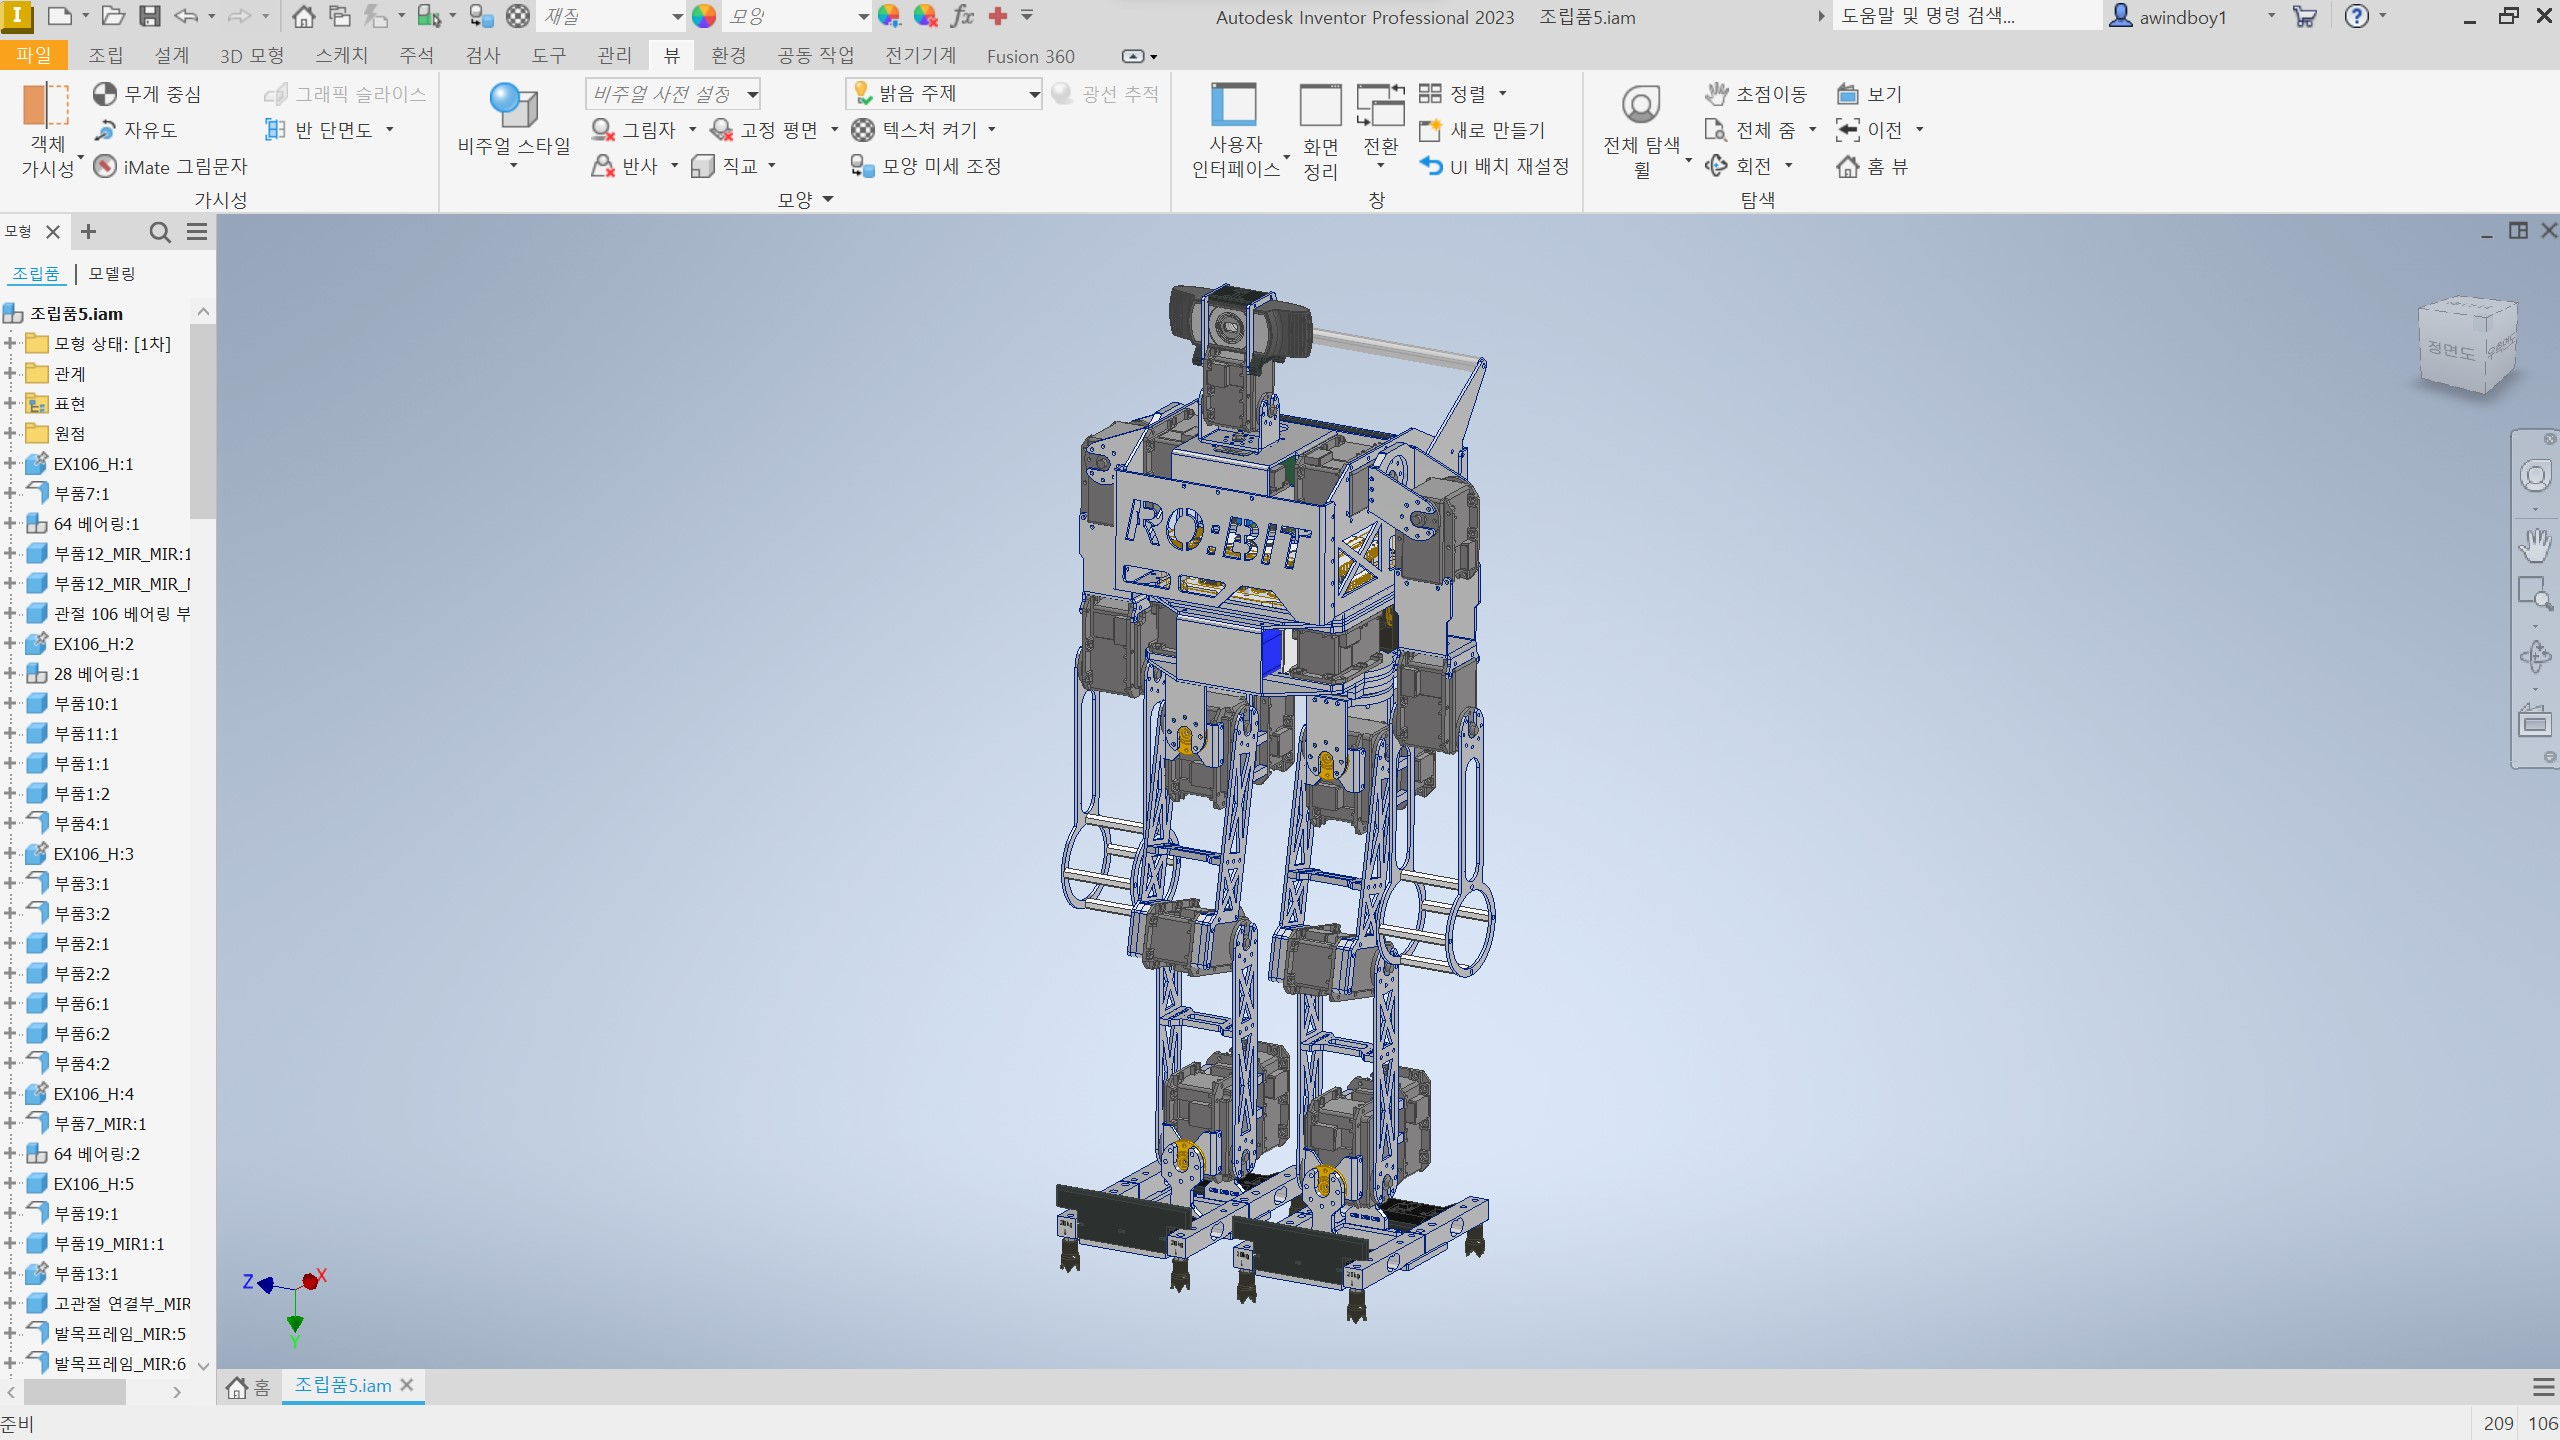 I 재질 모양 fx Autodesk Inventor Professional 2023 조립품5.iam 도움말 및 명령 검색... awindboy1
파일 조립 설계 3D 모형 스케치 주석 검사 도구 관리 뷰 환경 공동 작업 전기기계 Fusion 360
객체 가시성
무게 중심
자유도
iMate 그림문자
그래픽 슬라이스
반 단면도
가시성
비주얼 스타일
비주얼 사전 설정
그림자
반사
고정 평면
직교
밝음 주제
텍스처 켜기
모양 미세 조정
광선 추적
모양
사용자
인터페이스
화면
정리
전환
정렬
새로 만들기
UI 배치 재설정
창
전체 탐색
휠
초점이동
전체 줌
회전
보기
이전
홈 뷰
탐색
모형
조립품 | 모델링
조립품5.iam
모형 상태: [1차]
관계
표현
원점
EX106_H:1
부품7:1
64 베어링:1
부품12_MIR_MIR:1
부품12_MIR_MIR_
관절 106 베어링 부
EX106_H:2
28 베어링:1
부품10:1
부품11:1
부품1:1
부품1:2
부품4:1
EX106_H:3
부품3:1
부품3:2
부품2:1
부품2:2
부품6:1
부품6:2
부품4:2
EX106_H:4
부품7_MIR:1
64 베어링:2
EX106_H:5
부품19:1
부품19_MIR1:1
부품13:1
고관절 연결부_MIR
발목프레임_MIR:5
발목프레임_MIR:6
RO:BIT
정면도
Z X
Y
홈 조립품5.iam
준비
209 106